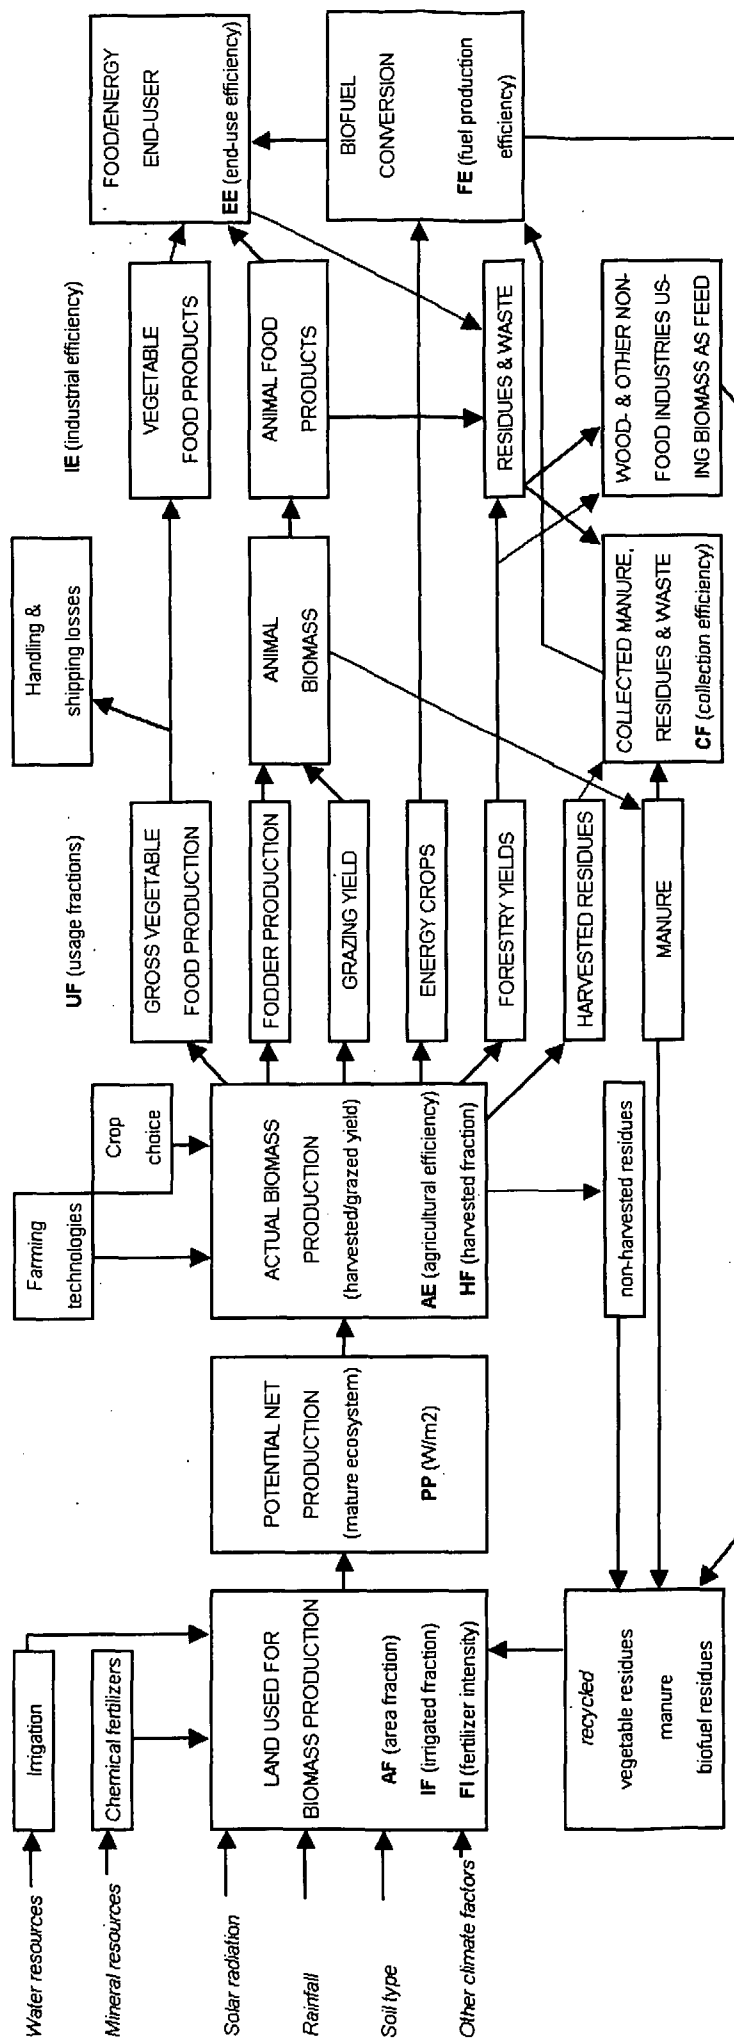 Water resources
Irrigation
Mineral resources
Chemical fertilizers
Solar radiation
Rainfall
Soil type
Other climate factors
LAND USED FOR
BIOMASS PRODUCTION
AF (area fraction)
IF (irrigated fraction)
FI (fertilizer intensity)
recycled
vegetable residues
manure
biofuel residues
POTENTIAL NET
PRODUCTION
(mature ecosystem)
PP (W/m2)
Farming
technologies
Crop
choice
ACTUAL BIOMASS
PRODUCTION
(harvested/grazed yield)
AE (agricultural efficiency)
HF (harvested fraction)
non-harvested residues
UF (usage fractions)
GROSS VEGETABLE
FOOD PRODUCTION
FODDER PRODUCTION
GRAZING YIELD
ENERGY CROPS
FORESTRY YIELDS
HARVESTED RESIDUES
MANURE
Handling &
shipping losses
ANIMAL
BIOMASS
COLLECTED MANURE,
RESIDUES & WASTE
CF (collection efficiency)
IE (industrial efficiency)
VEGETABLE
FOOD PRODUCTS
ANIMAL FOOD
PRODUCTS
RESIDUES & WASTE
WOOD- & OTHER NON-
FOOD INDUSTRIES US-
ING BIOMASS AS FEED
FOOD/ENERGY
END-USER
EE (end-use efficiency)
BIOFUEL
CONVERSION
FE (fuel production
efficiency)